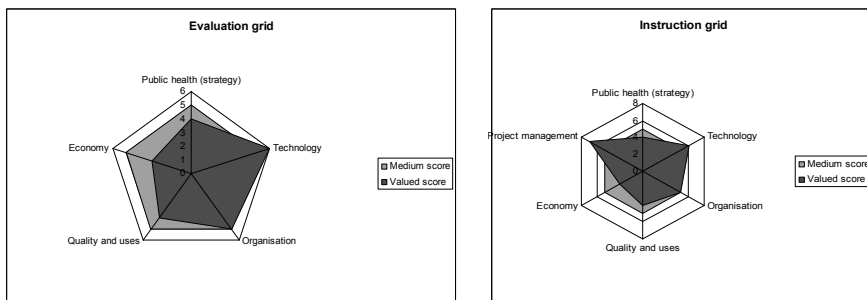 Evaluation grid
Public health (strategy)
6
5
4
3
2
1
0
Economy
Technology
Quality and uses
Organisation
Medium score
Valued score
Instruction grid
Public health (strategy)
8
6
4
2
0
Project management
Technology
Economy
Organisation
Quality and uses
Medium score
Valued score